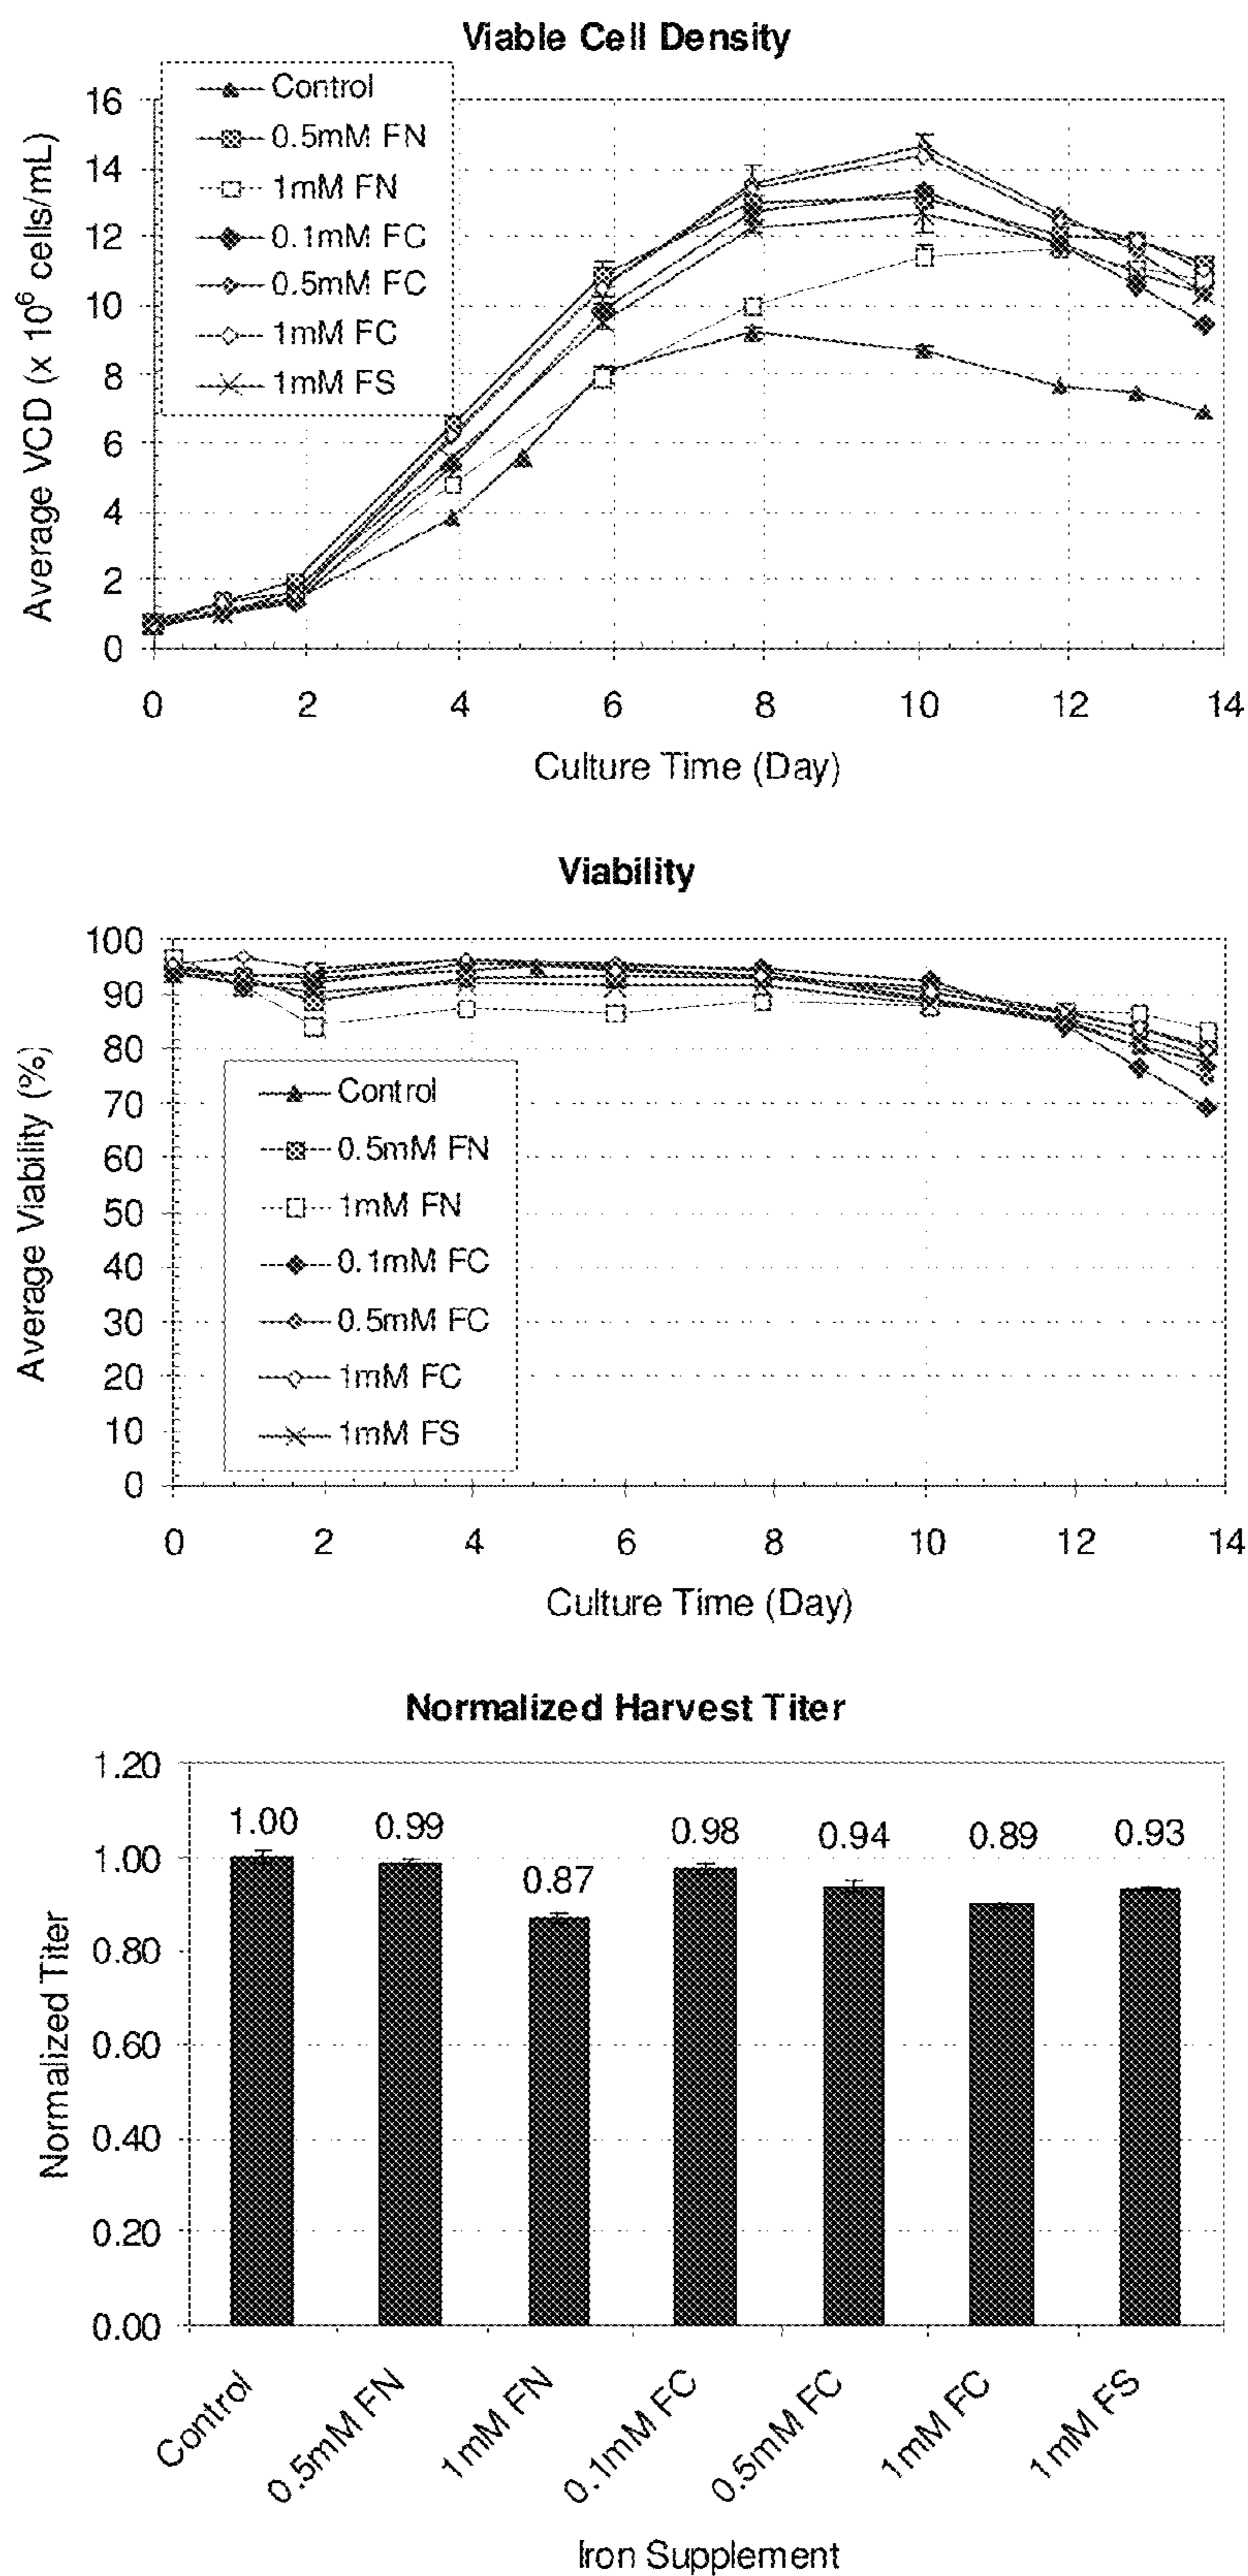 Viable Cell Density
Control
0.5mM FN
1mM FN
0.1mM FC
0.5mM FC
1mM FC
1mM FS
16
14
12
10
8
6
4
2
0
Average VCD (x 10⁶ cells/mL)
0 2 4 6 8 10 12 14
Culture Time (Day)
Viability
100
90
80
70
60
50
40
30
20
10
0
Average Viability (%)
Control
0.5mM FN
1mM FN
0.1mM FC
0.5mM FC
1mM FC
1mM FS
0 2 4 6 8 10 12 14
Culture Time (Day)
Normalized Harvest Titer
1.20
1.00
0.80
0.60
0.40
0.20
0.00
Normalized Titer
1.00 0.99 0.87 0.98 0.94 0.89 0.93
Control 0.5mM FN 1mM FN 0.1mM FC 0.5mM FC 1mM FC 1mM FS
Iron Supplement